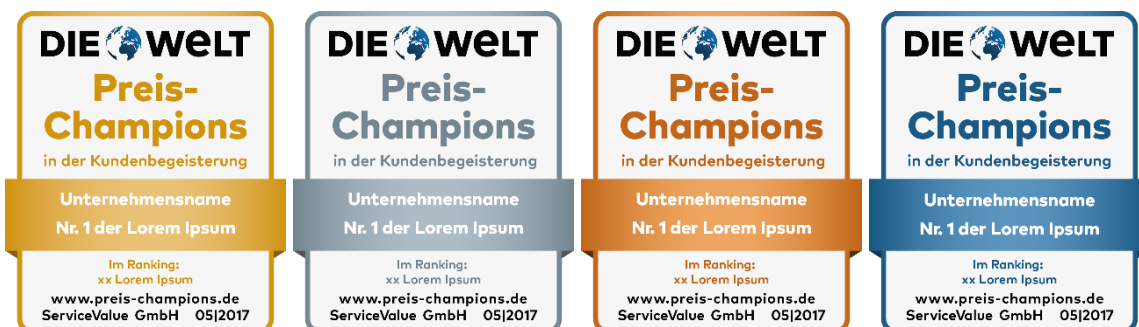 DIE WELT
Preis-
Champions
in der Kundenbegeisterung
Unternehmensname
Nr. 1 der Lorem Ipsum
Im Ranking:
xx Lorem Ipsum
www.preis-champions.de
ServiceValue GmbH 05|2017
DIE WELT
Preis-
Champions
in der Kundenbegeisterung
Unternehmensname
Nr. 1 der Lorem Ipsum
Im Ranking:
xx Lorem Ipsum
www.preis-champions.de
ServiceValue GmbH 05|2017
DIE WELT
Preis-
Champions
in der Kundenbegeisterung
Unternehmensname
Nr. 1 der Lorem Ipsum
Im Ranking:
xx Lorem Ipsum
www.preis-champions.de
ServiceValue GmbH 05|2017
DIE WELT
Preis-
Champions
in der Kundenbegeisterung
Unternehmensname
Nr. 1 der Lorem Ipsum
Im Ranking:
xx Lorem Ipsum
www.preis-champions.de
ServiceValue GmbH 05|2017